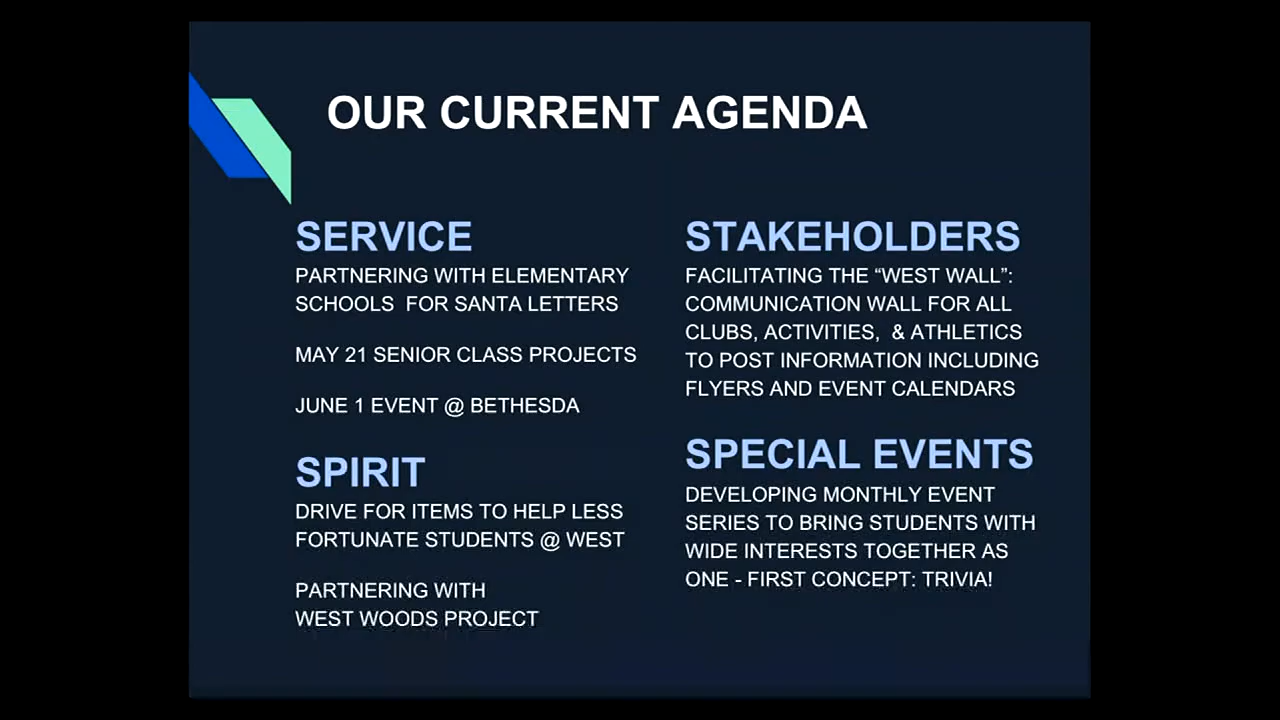 OUR CURRENT AGENDA
SERVICE
PARTNERING WITH ELEMENTARY
SCHOOLS FOR SANTA LETTERS
MAY 21 SENIOR CLASS PROJECTS
JUNE 1 EVENT @ BETHESDA
SPIRIT
DRIVE FOR ITEMS TO HELP LESS
FORTUNATE STUDENTS @ WEST
PARTNERING WITH
WEST WOODS PROJECT
STAKEHOLDERS
FACILITATING THE “WEST WALL”:
COMMUNICATION WALL FOR ALL
CLUBS, ACTIVITIES, & ATHLETICS
TO POST INFORMATION INCLUDING
FLYERS AND EVENT CALENDARS
SPECIAL EVENTS
DEVELOPING MONTHLY EVENT
SERIES TO BRING STUDENTS WITH
WIDE INTERESTS TOGETHER AS
ONE - FIRST CONCEPT: TRIVIA!